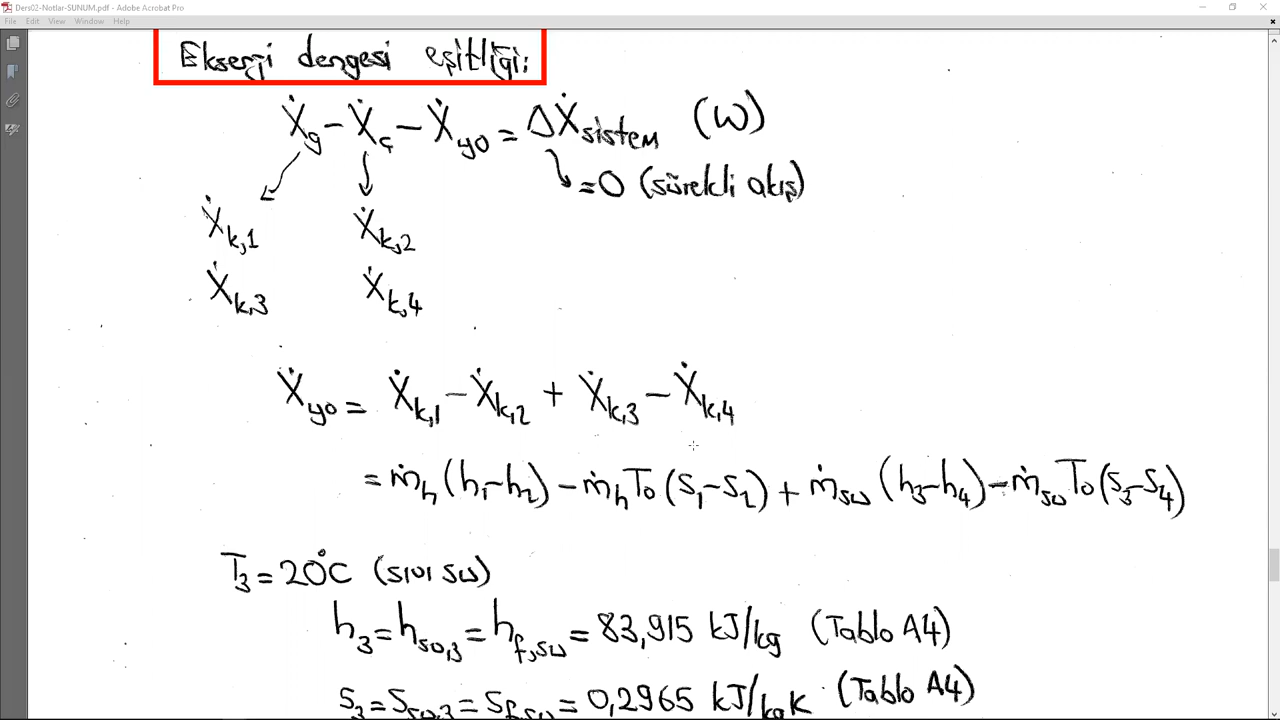 Ders02-Notlar-SUNUM.pdf - Adobe Acrobat Pro
File Edit View Window Help
Ekserji dengesi eşitliği:
Ẋg - Ẋç - Ẋyo = ΔẊsistem (W)
=0 (sürekli akış)
Ẋk,1 Ẋk,2
Ẋk,3 Ẋk,4
Ẋyo = Ẋk,1 - Ẋk,2 + Ẋk,3 - Ẋk,4
= ṁh (h1-h2) - ṁh T0 (s1-s2) + ṁsu (h3-h4) - ṁsu T0 (s3-s4)
T3 = 20°C (sıvı su)
h3 = hsu,3 = hf,su = 83,915 kJ/kg (Tablo A4)
s3 = ssu,3 = sf,su = 0,2965 kJ/kgK (Tablo A4)